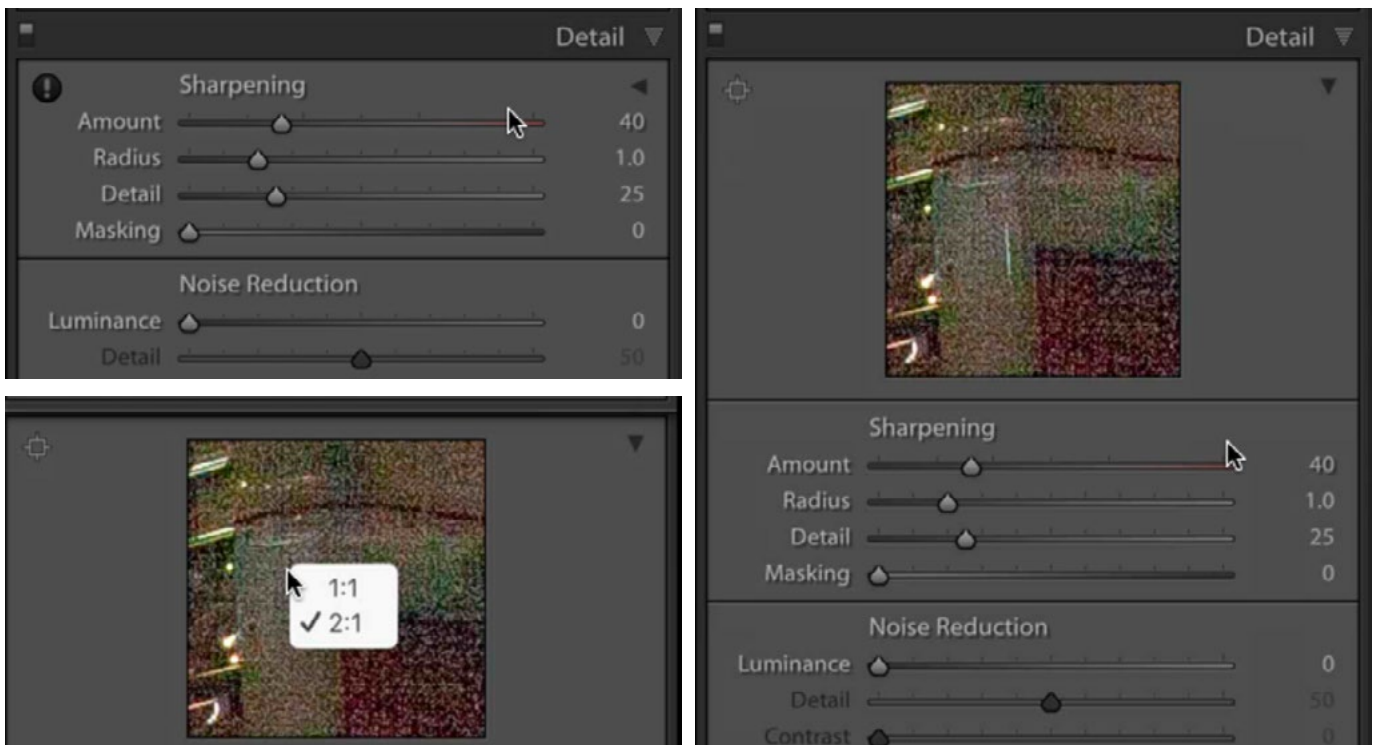 Detail
Sharpening
Amount 40
Radius 1.0
Detail 25
Masking 0
Noise Reduction
Luminance 0
Detail 50
1:1
2:1
Detail
Sharpening
Amount 40
Radius 1.0
Detail 25
Masking 0
Noise Reduction
Luminance 0
Detail 50
Contrast 0